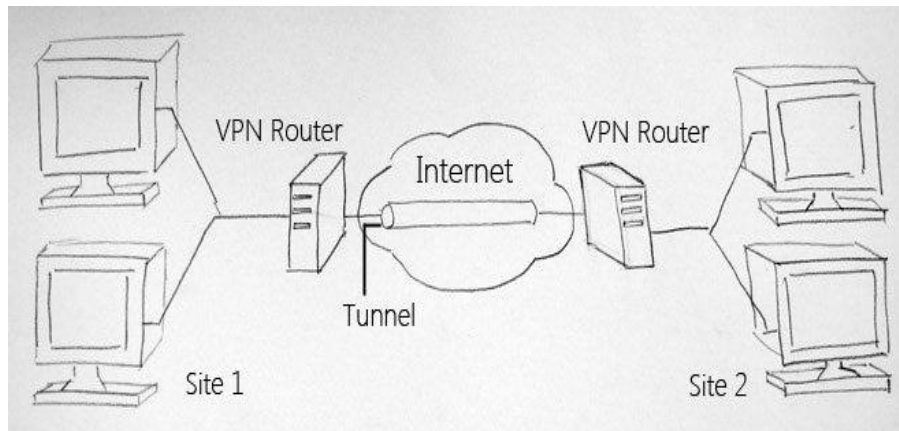 VPN Router
VPN Router
Internet
Tunnel
Site 1
Site 2